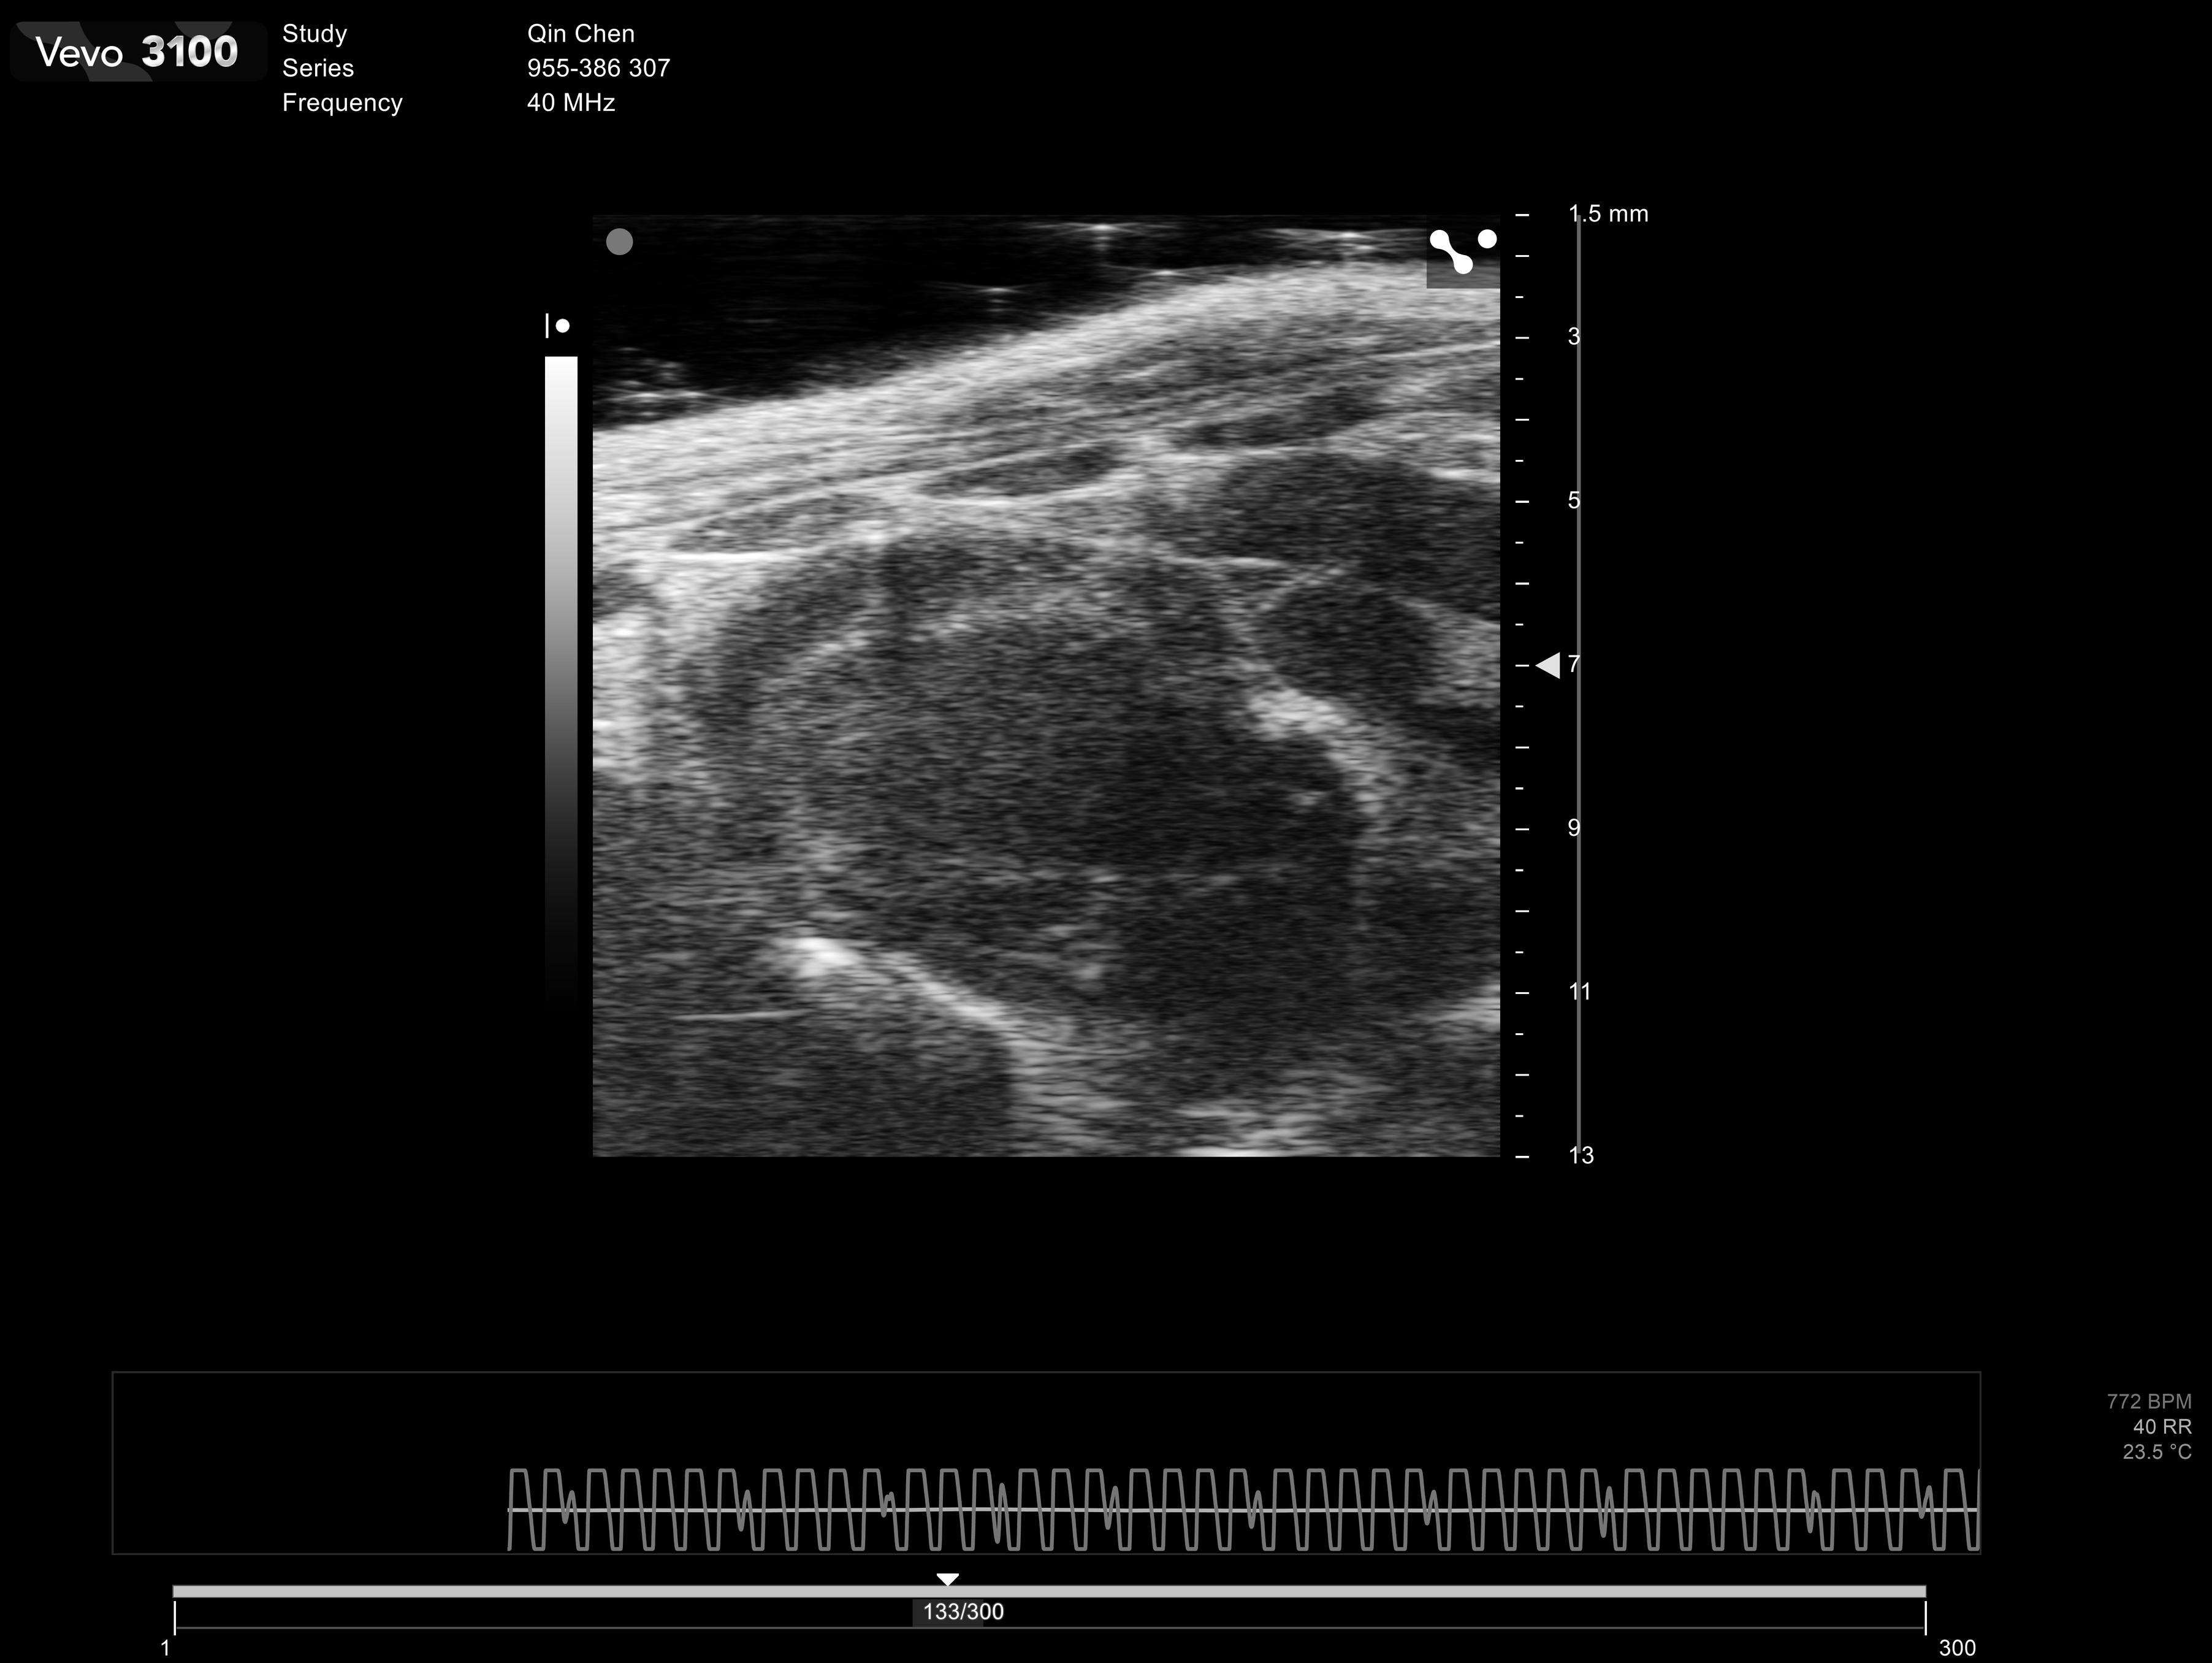 Vevo 3100
Study Qin Chen
Series 955-386 307
Frequency 40 MHz
1.5 mm
3
5
7
9
11
13
772 BPM
40 RR
23.5 °C
133/300
1 300